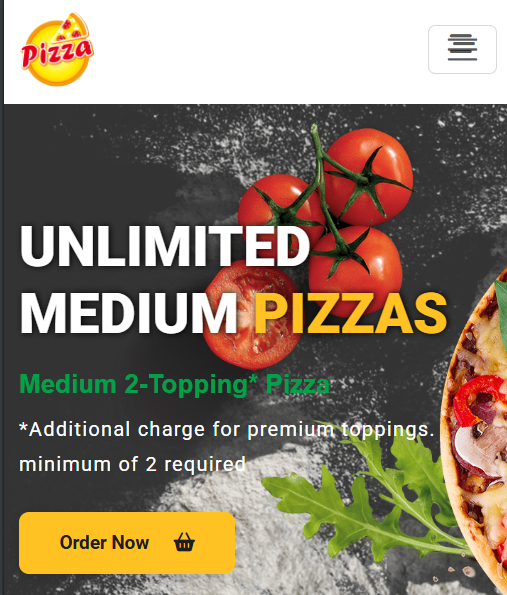 Pizza
UNLIMITED
MEDIUM PIZZAS
Medium 2-Topping* Pizza
*Additional charge for premium toppings.
minimum of 2 required
Order Now